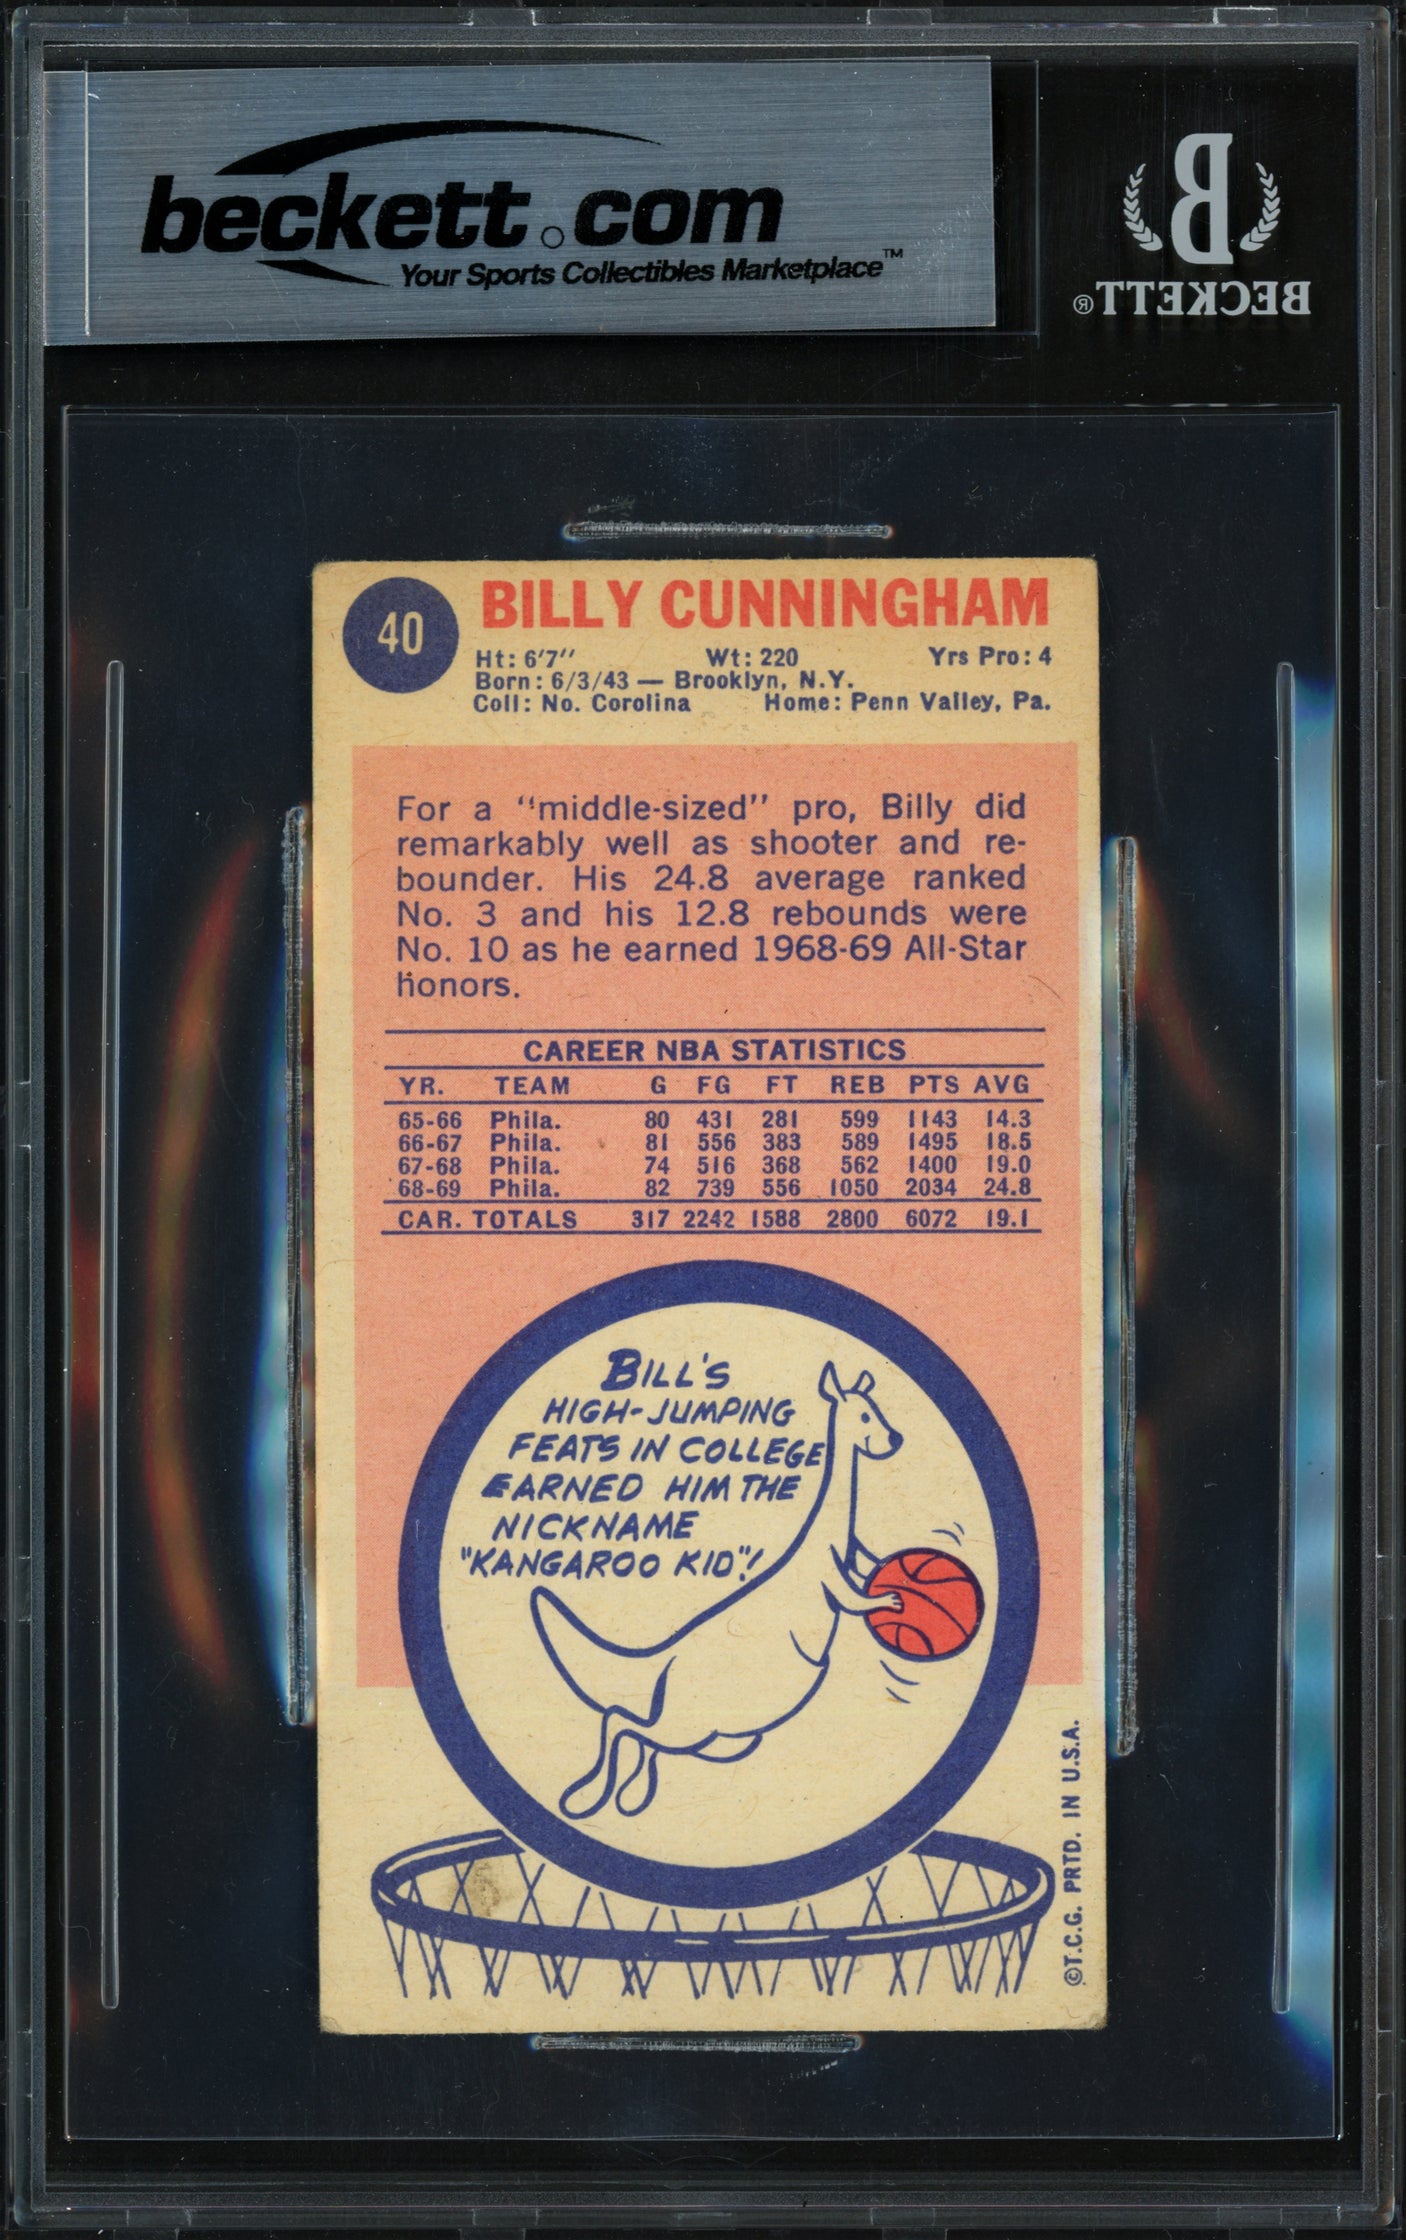 beckett.com
Your Sports Collectibles Marketplace™
B
BECKETT®
40
BILLY CUNNINGHAM
Ht: 6'7" Wt: 220 Yrs Pro: 4
Born: 6/3/43 — Brooklyn, N.Y.
Coll: No. Corolina Home: Penn Valley, Pa.
For a "middle-sized" pro, Billy did
remarkably well as shooter and re-
bounder. His 24.8 average ranked
No. 3 and his 12.8 rebounds were
No. 10 as he earned 1968-69 All-Star
honors.
CAREER NBA STATISTICS
YR. TEAM G FG FT REB PTS AVG
65-66 Phila. 80 431 281 599 1143 14.3
66-67 Phila. 81 556 383 589 1495 18.5
67-68 Phila. 74 516 368 562 1400 19.0
68-69 Phila. 82 739 556 1050 2034 24.8
CAR. TOTALS 317 2242 1588 2800 6072 19.1
BILL'S
HIGH-JUMPING
FEATS IN COLLEGE
EARNED HIM THE
NICKNAME
"KANGAROO KID"!
©T.C.G. PRTD. IN U.S.A.